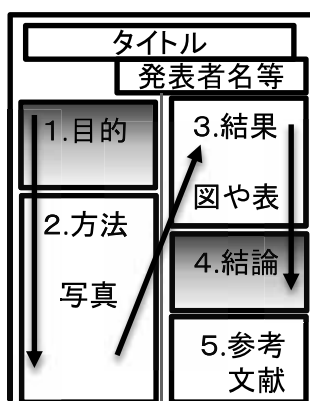 タイトル
発表者名等
1.目的
2.方法
写真
3.結果
図や表
4.結論
5.参考
文献